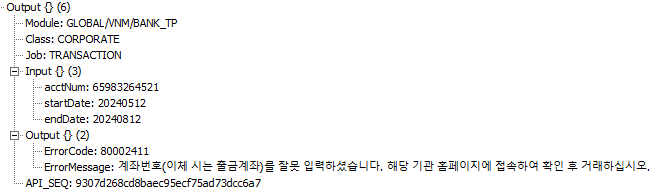 Output {} (6)
Module: GLOBAL/VNM/BANK_TP
Class: CORPORATE
Job: TRANSACTION
Input {} (3)
acctNum: 65983264521
startDate: 20240512
endDate: 20240812
Output {} (2)
ErrorCode: 80002411
ErrorMessage: 계좌번호(이체 시는 출금계좌)를 잘못 입력하셨습니다. 해당 기관 홈페이지에 접속하여 확인 후 거래하십시오.
API_SEQ: 9307d268cd8baec95ecf75ad73dcc6a7